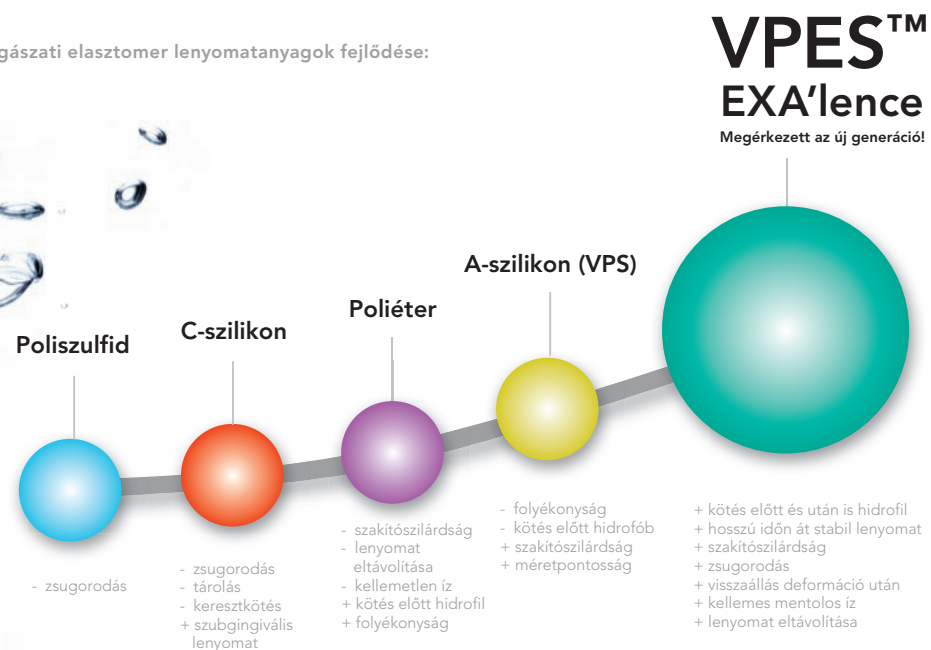 elasztomer lenyomatanyagok fejlődése:
VPES™
EXA'lence
Megérkezett az új generáció!
A-szilikon (VPS)
Poliéter
C-szilikon
Poliszulfid
- zsugorodás
- zsugorodás
- tárolás
- keresztkötés
+ szubgingivális
lenyomat
- szakítószilárdság
- lenyomat
eltávolítása
- kellemetlen íz
+ kötés előtt hidrofil
+ folyékonyság
- folyékonyság
- kötés előtt hidrofób
+ szakítószilárdság
+ méretpontosság
+ kötés előtt és után is hidrofil
+ hosszú időn át stabil lenyomat
+ szakítószilárdság
+ zsugorodás
+ visszaállás deformáció után
+ kellemes mentolos íz
+ lenyomat eltávolítása